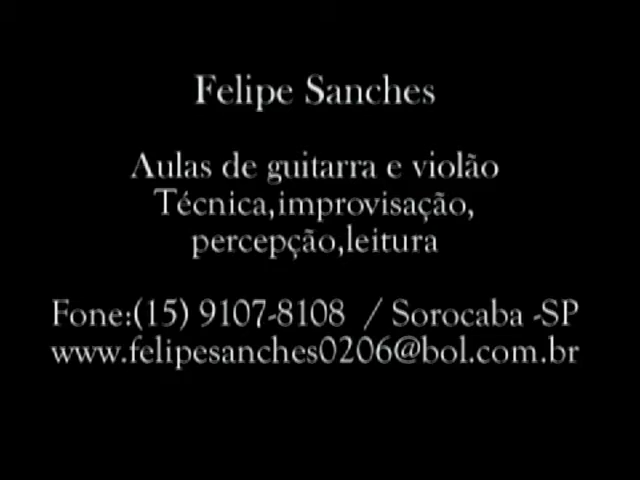 Felipe Sanches
Aulas de guitarra e violão
Técnica,improvisação,
percepção,leitura
Fone:(15) 9107-8108 / Sorocaba -SP
www.felipesanches0206@bol.com.br